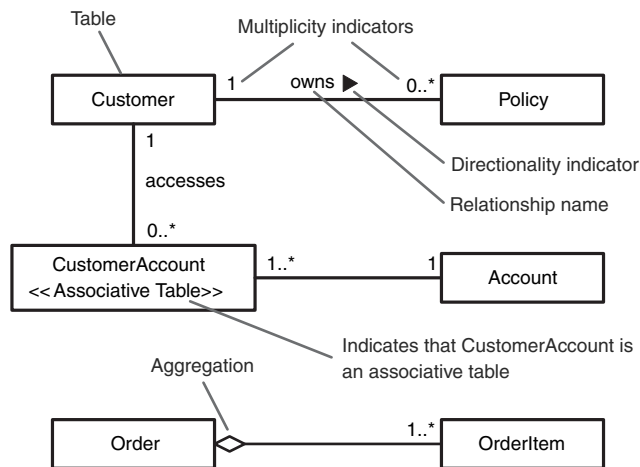 Table
Multiplicity indicators
Customer
1
owns
0..*
Policy
1
Directionality indicator
accesses
Relationship name
0..*
CustomerAccount
<< Associative Table>>
1..*
1
Account
Indicates that CustomerAccount is
an associative table
Aggregation
Order
1..*
OrderItem